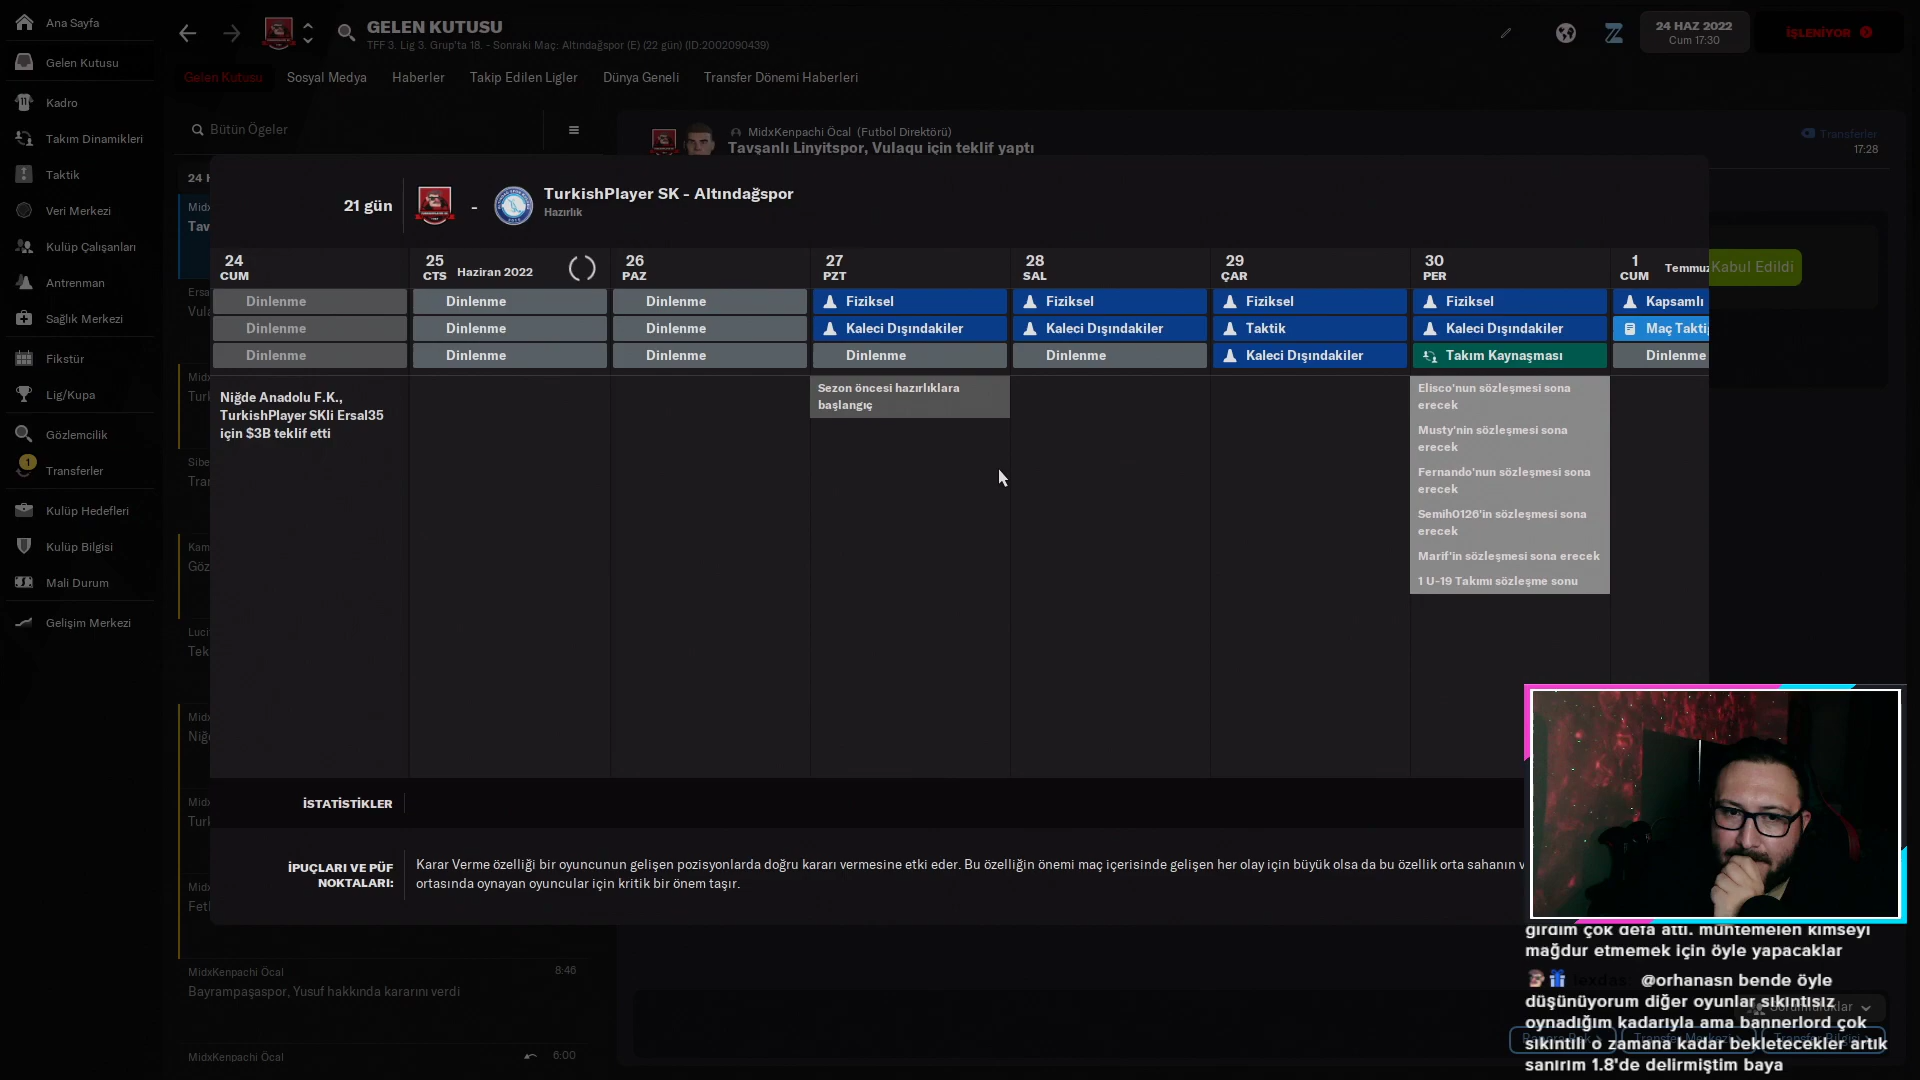 Ana Sayfa
Gelen Kutusu
Kadro
Takım Dinamikleri
Taktik
Veri Merkezi
Kulüp Çalışanları
Antrenman
Sağlık Merkezi
Fikstür
Lig/Kupa
Gözlemcilik
1
Transferler
Kulüp Hedefleri
Kulüp Bilgisi
Mali Durum
Gelişim Merkezi
GELEN KUTUSU
TFF 3. Lig 3. Grup'ta 18. - Sonraki Maç: Altındağspor (E) (22 gün) (ID:2002090439)
24 HAZ 2022
Cum 17:30
İŞLENİYOR
Gelen Kutusu
Sosyal Medya
Haberler
Takip Edilen Ligler
Dünya Geneli
Transfer Dönemi Haberleri
Bütün Ögeler
MidxKenpachi Öcal (Futbol Direktörü)
Tavşanlı Linyitspor, Vulaqu için teklif yaptı
Transferler
17:28
Kabul Edildi
21 gün
-
TurkishPlayer SK - Altındağspor
Hazırlık
24
CUM
Dinlenme
Dinlenme
Dinlenme
Niğde Anadolu F.K.,
TurkishPlayer SKli Ersal35
için $3B teklif etti
25
CTS Haziran 2022
Dinlenme
Dinlenme
Dinlenme
26
PAZ
Dinlenme
Dinlenme
Dinlenme
27
PZT
Fiziksel
Kaleci Dışındakiler
Dinlenme
Sezon öncesi hazırlıklara
başlangıç
28
SAL
Fiziksel
Kaleci Dışındakiler
Dinlenme
29
ÇAR
Fiziksel
Taktik
Kaleci Dışındakiler
30
PER
Fiziksel
Kaleci Dışındakiler
Takım Kaynaşması
Elisco'nun sözleşmesi sona
erecek
Musty'nin sözleşmesi sona
erecek
Fernando'nun sözleşmesi sona
erecek
Semih0126'in sözleşmesi sona
erecek
Marif'in sözleşmesi sona erecek
1 U-19 Takımı sözleşme sonu
1
CUM Temmuz
Kapsamlı
Maç Takti
Dinlenme
İSTATİSTİKLER
İPUÇLARI VE PÜF
NOKTALARI:
Karar Verme özelliği bir oyuncunun gelişen pozisyonlarda doğru kararı vermesine etki eder. Bu özelliğin önemi maç içerisinde gelişen her olay için büyük olsa da bu özellik orta sahanın
ortasında oynayan oyuncular için kritik bir önem taşır.
MidxKenpachi Öcal
8:46
Bayrampaşaspor, Yusuf hakkında kararını verdi
MidxKenpachi Öcal
6:00
girdim çok defa attı. muhtemelen kimseyi
mağdur etmemek için öyle yapacaklar
lexdas: @orhanasn bende öyle
düşünüyorum diğer oyunlar sıkıntısız
oynadığım kadarıyla ama bannerlord çok
sıkıntılı o zamana kadar bekletecekler artık
sanırım 1.8'de delirmiştim baya